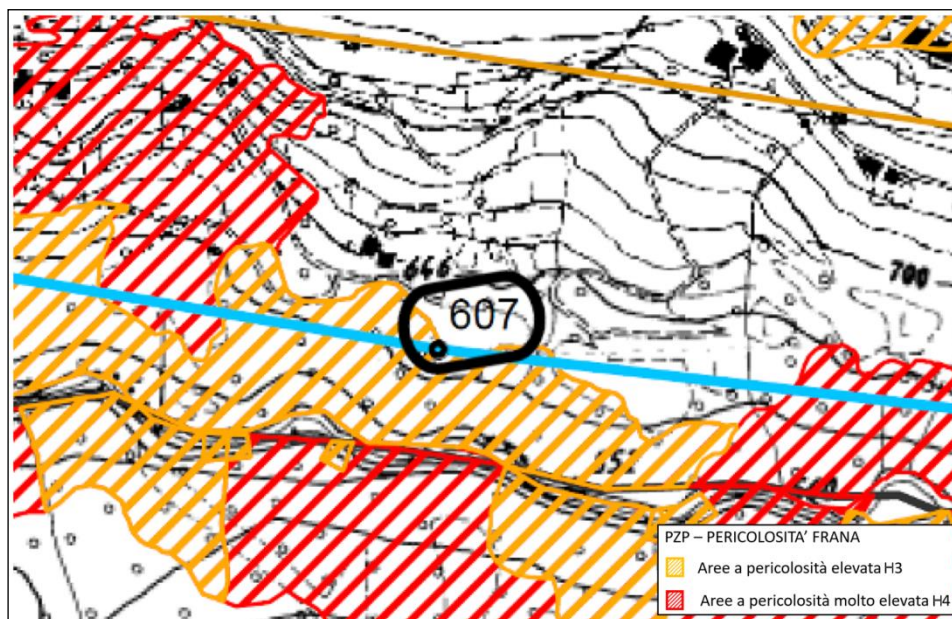 646
607
700
PZP – PERICOLOSITA’ FRANA
Aree a pericolosità elevata H3
Aree a pericolosità molto elevata H4